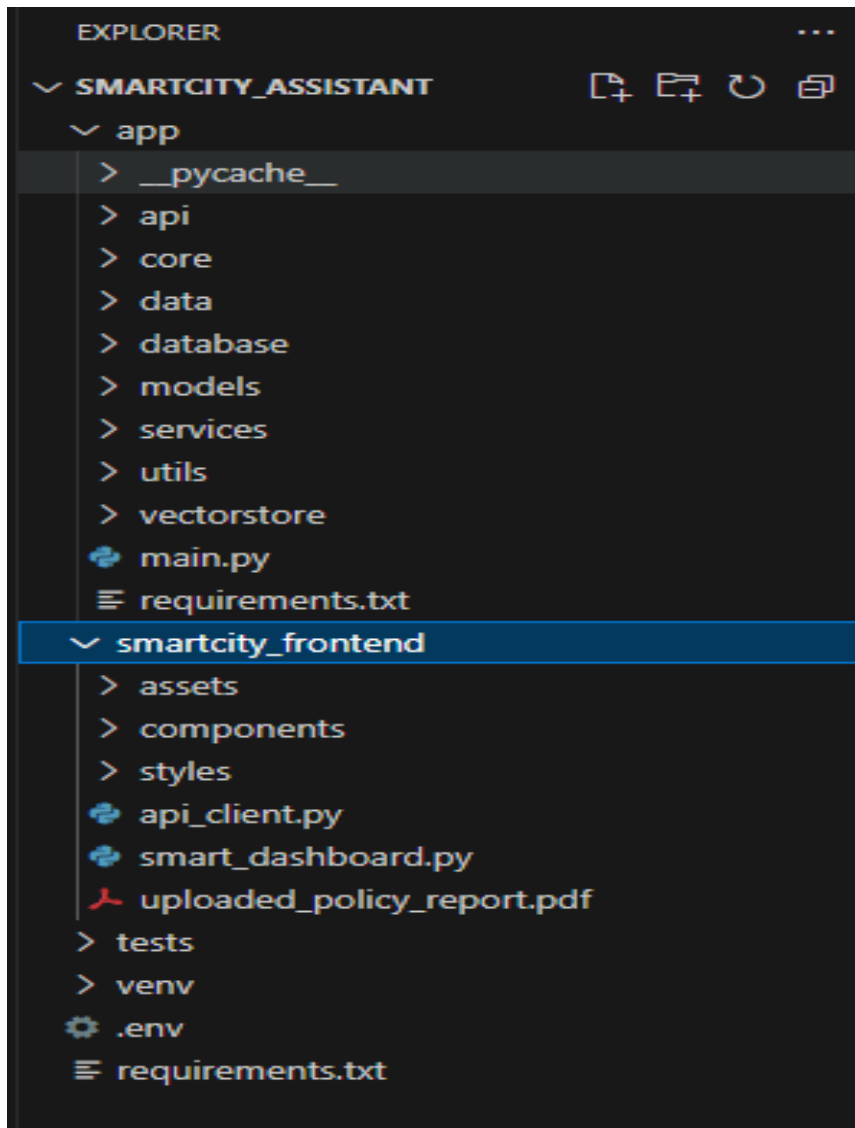 EXPLORER
SMARTCITY_ASSISTANT
app
__pycache__
api
core
data
database
models
services
utils
vectorstore
main.py
requirements.txt
smartcity_frontend
assets
components
styles
api_client.py
smart_dashboard.py
uploaded_policy_report.pdf
tests
venv
.env
requirements.txt